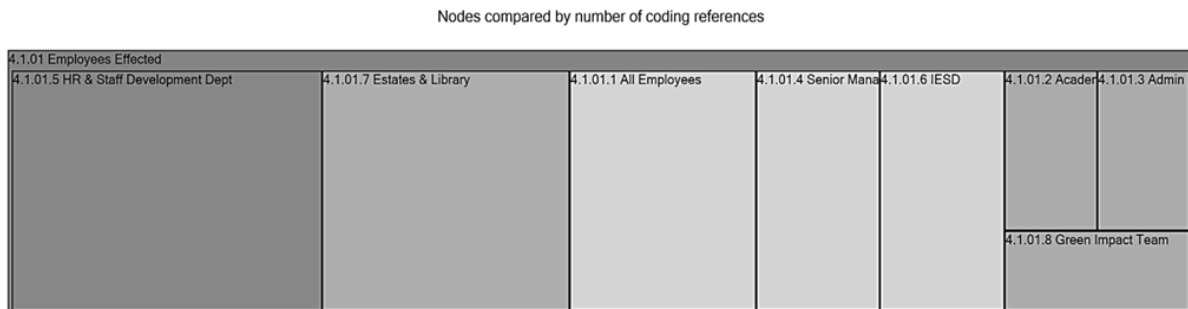 Nodes compared by number of coding references
4.1.01 Employees Effected
4.1.01.5 HR & Staff Development Dept
4.1.01.7 Estates & Library
4.1.01.1 All Employees
4.1.01.4 Senior Mana
4.1.01.6 IESD
4.1.01.2 Acader
4.1.01.3 Admin
4.1.01.8 Green Impact Team